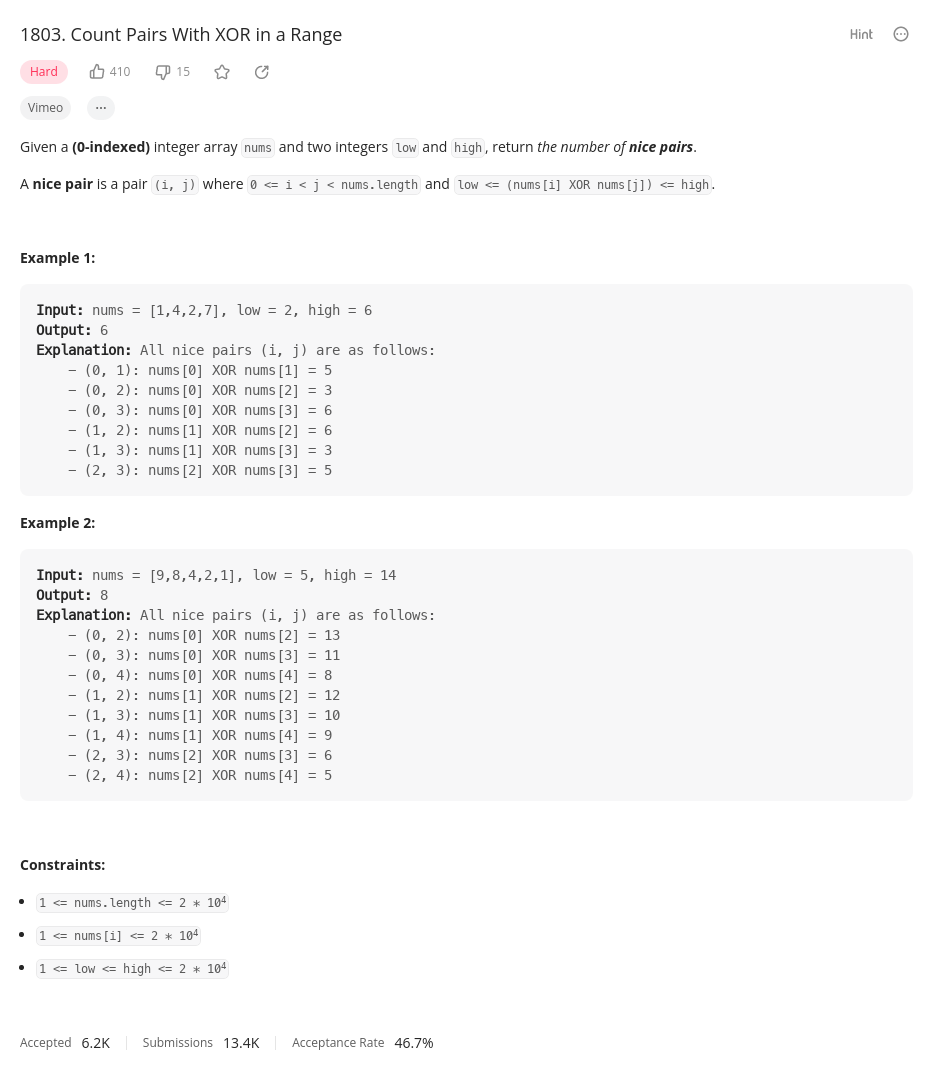 1803. Count Pairs With XOR in a Range
Hint
Hard 410 15
Vimeo ···
Given a (0-indexed) integer array nums and two integers low and high, return the number of nice pairs.
A nice pair is a pair (i, j) where 0 <= i < j < nums.length and low <= (nums[i] XOR nums[j]) <= high.
Example 1:
Input: nums = [1,4,2,7], low = 2, high = 6
Output: 6
Explanation: All nice pairs (i, j) are as follows:
– (0, 1): nums[0] XOR nums[1] = 5
– (0, 2): nums[0] XOR nums[2] = 3
– (0, 3): nums[0] XOR nums[3] = 6
– (1, 2): nums[1] XOR nums[2] = 6
– (1, 3): nums[1] XOR nums[3] = 3
– (2, 3): nums[2] XOR nums[3] = 5
Example 2:
Input: nums = [9,8,4,2,1], low = 5, high = 14
Output: 8
Explanation: All nice pairs (i, j) are as follows:
– (0, 2): nums[0] XOR nums[2] = 13
– (0, 3): nums[0] XOR nums[3] = 11
– (0, 4): nums[0] XOR nums[4] = 8
– (1, 2): nums[1] XOR nums[2] = 12
– (1, 3): nums[1] XOR nums[3] = 10
– (1, 4): nums[1] XOR nums[4] = 9
– (2, 3): nums[2] XOR nums[3] = 6
– (2, 4): nums[2] XOR nums[4] = 5
Constraints:
• 1 <= nums.length <= 2 * 10⁴
• 1 <= nums[i] <= 2 * 10⁴
• 1 <= low <= high <= 2 * 10⁴
Accepted 6.2K Submissions 13.4K Acceptance Rate 46.7%